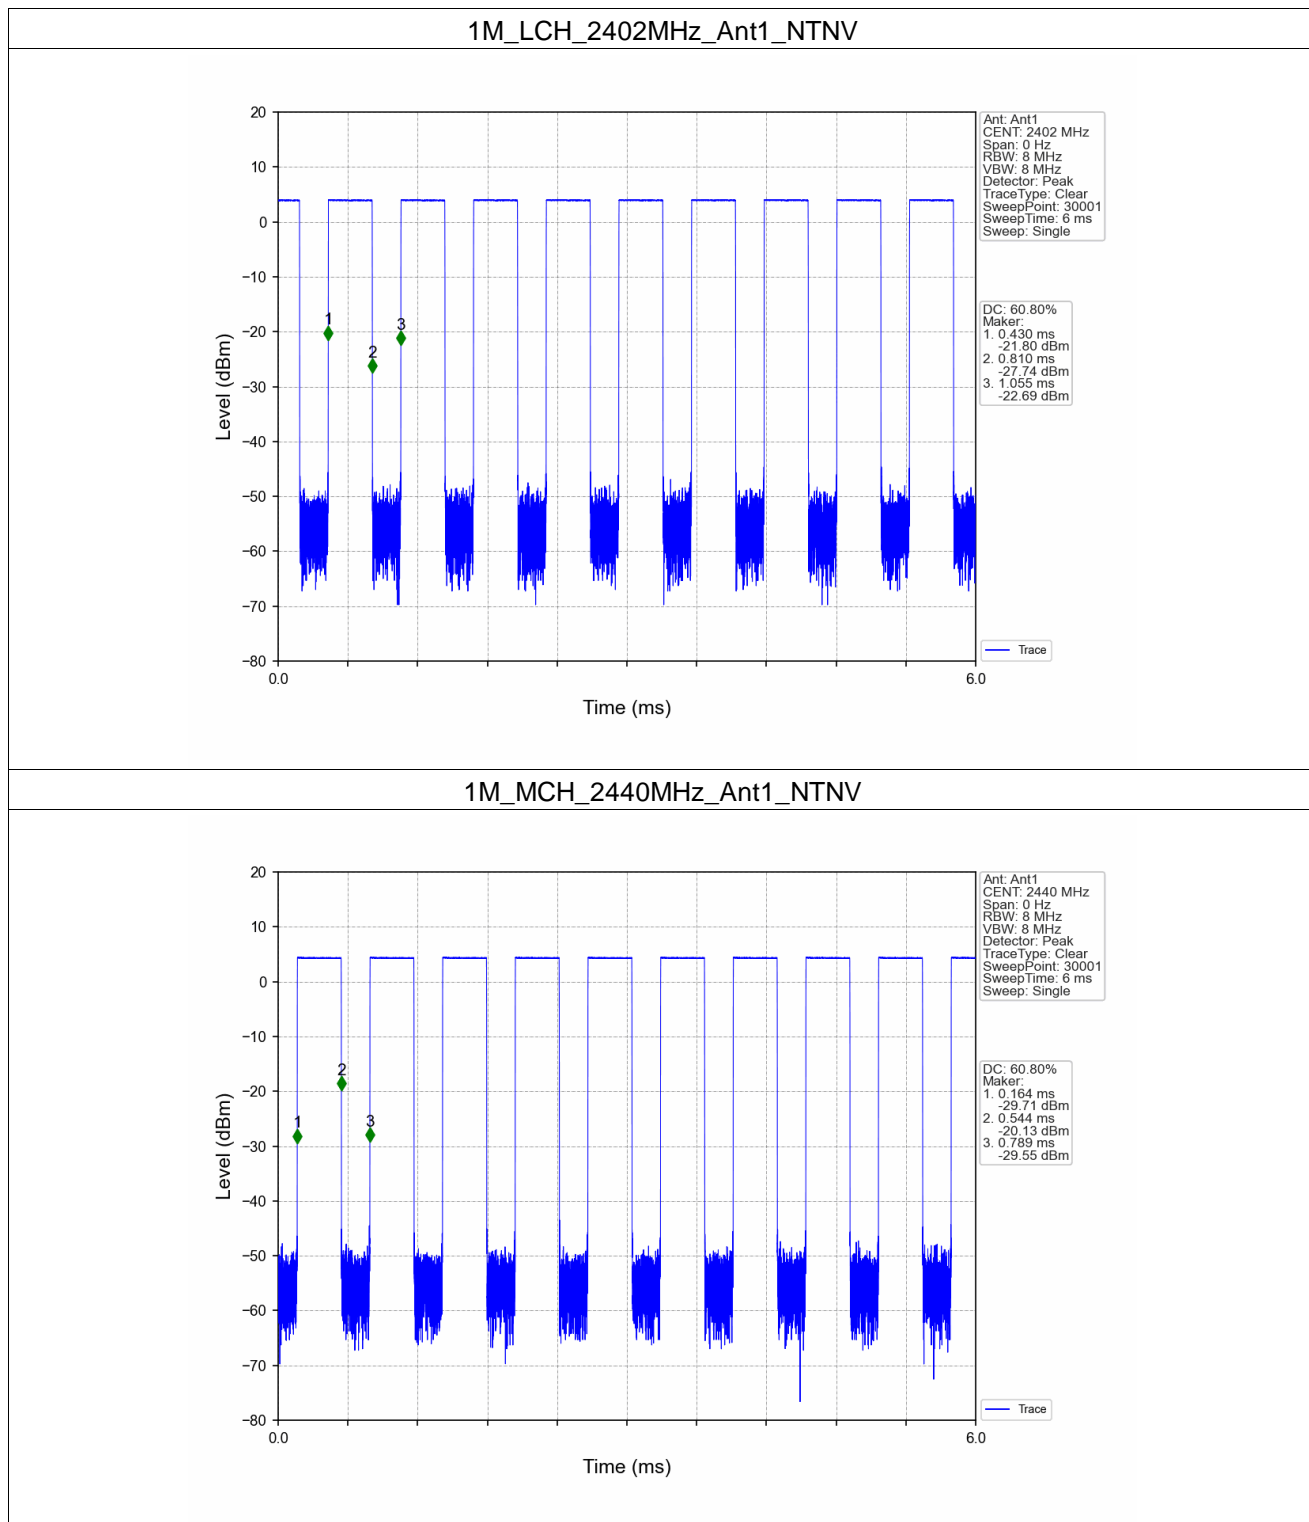 1M_LCH_2402MHz_Ant1_NTNV
20
10
0
−10
−20
−30
−40
−50
−60
−70
−80
Level (dBm)
1
2
3
0.0
6.0
Time (ms)
Ant: Ant1
CENT: 2402 MHz
Span: 0 Hz
RBW: 8 MHz
VBW: 8 MHz
Detector: Peak
TraceType: Clear
SweepPoint: 30001
SweepTime: 6 ms
Sweep: Single
DC: 60.80%
Maker:
1. 0.430 ms
-21.80 dBm
2. 0.810 ms
-27.74 dBm
3. 1.055 ms
-22.69 dBm
Trace
1M_MCH_2440MHz_Ant1_NTNV
20
10
0
−10
−20
−30
−40
−50
−60
−70
−80
Level (dBm)
1
2
3
0.0
6.0
Time (ms)
Ant: Ant1
CENT: 2440 MHz
Span: 0 Hz
RBW: 8 MHz
VBW: 8 MHz
Detector: Peak
TraceType: Clear
SweepPoint: 30001
SweepTime: 6 ms
Sweep: Single
DC: 60.80%
Maker:
1. 0.164 ms
-29.71 dBm
2. 0.544 ms
-20.13 dBm
3. 0.789 ms
-29.55 dBm
Trace